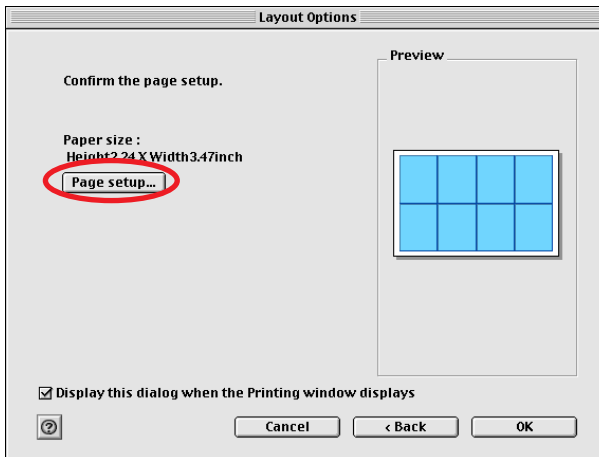 Layout Options
Preview
Confirm the page setup.
Paper size :
Height2.24 X Width3.47inch
Page setup...
Display this dialog when the Printing window displays
?
Cancel
< Back
OK